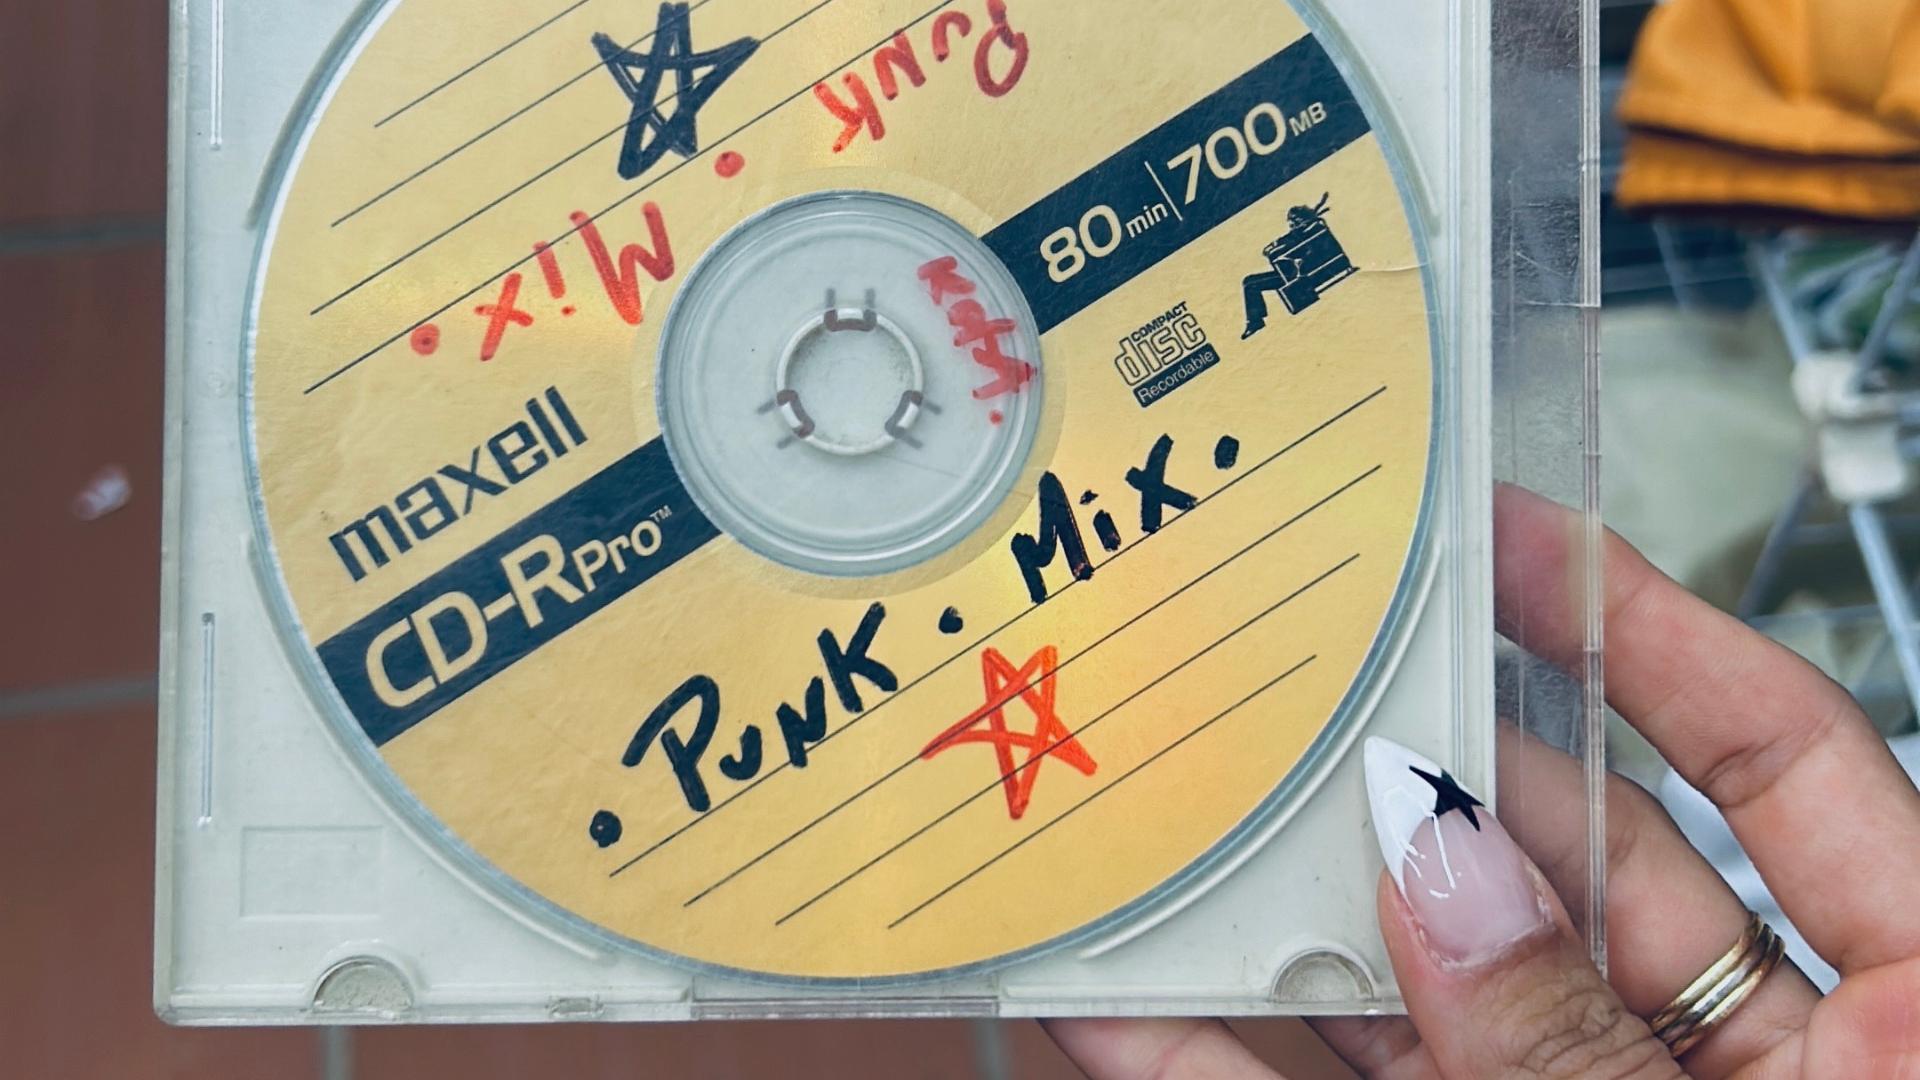 Punk
. Mix .
80 min | 700 MB
COMPACT
disc
Recordable
maxell
CD-R Pro™
. Punk . Mix .